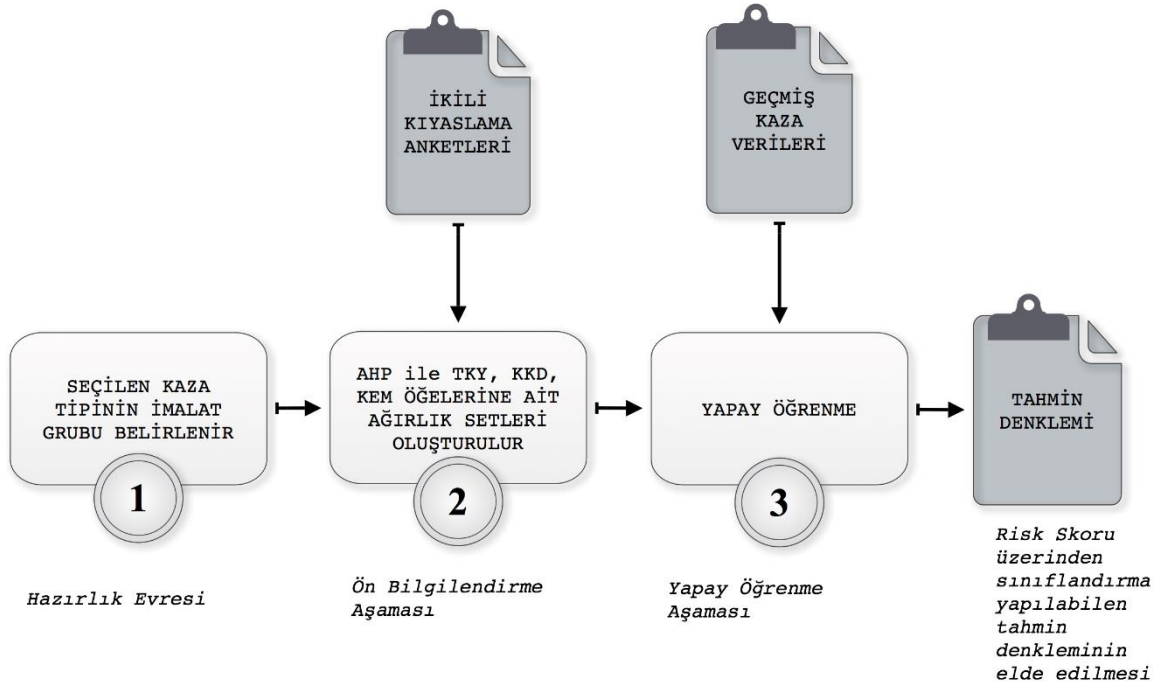 İKİLİ
KIYASLAMA
ANKETLERİ
GEÇMİŞ
KAZA
VERİLERİ
SEÇİLEN KAZA
TİPİNİN İMALAT
GRUBU BELİRLENİR
1
Hazırlık Evresi
AHP ile TKY, KKD,
KEM ÖĞELERİNE AİT
AĞIRLIK SETLERİ
OLUŞTURULUR
2
Ön Bilgilendirme
Aşaması
YAPAY ÖĞRENME
3
Yapay Öğrenme
Aşaması
TAHMİN
DENKLEMİ
Risk Skoru
üzerinden
sınıflandırma
yapılabilen
tahmin
denkleminin
elde edilmesi